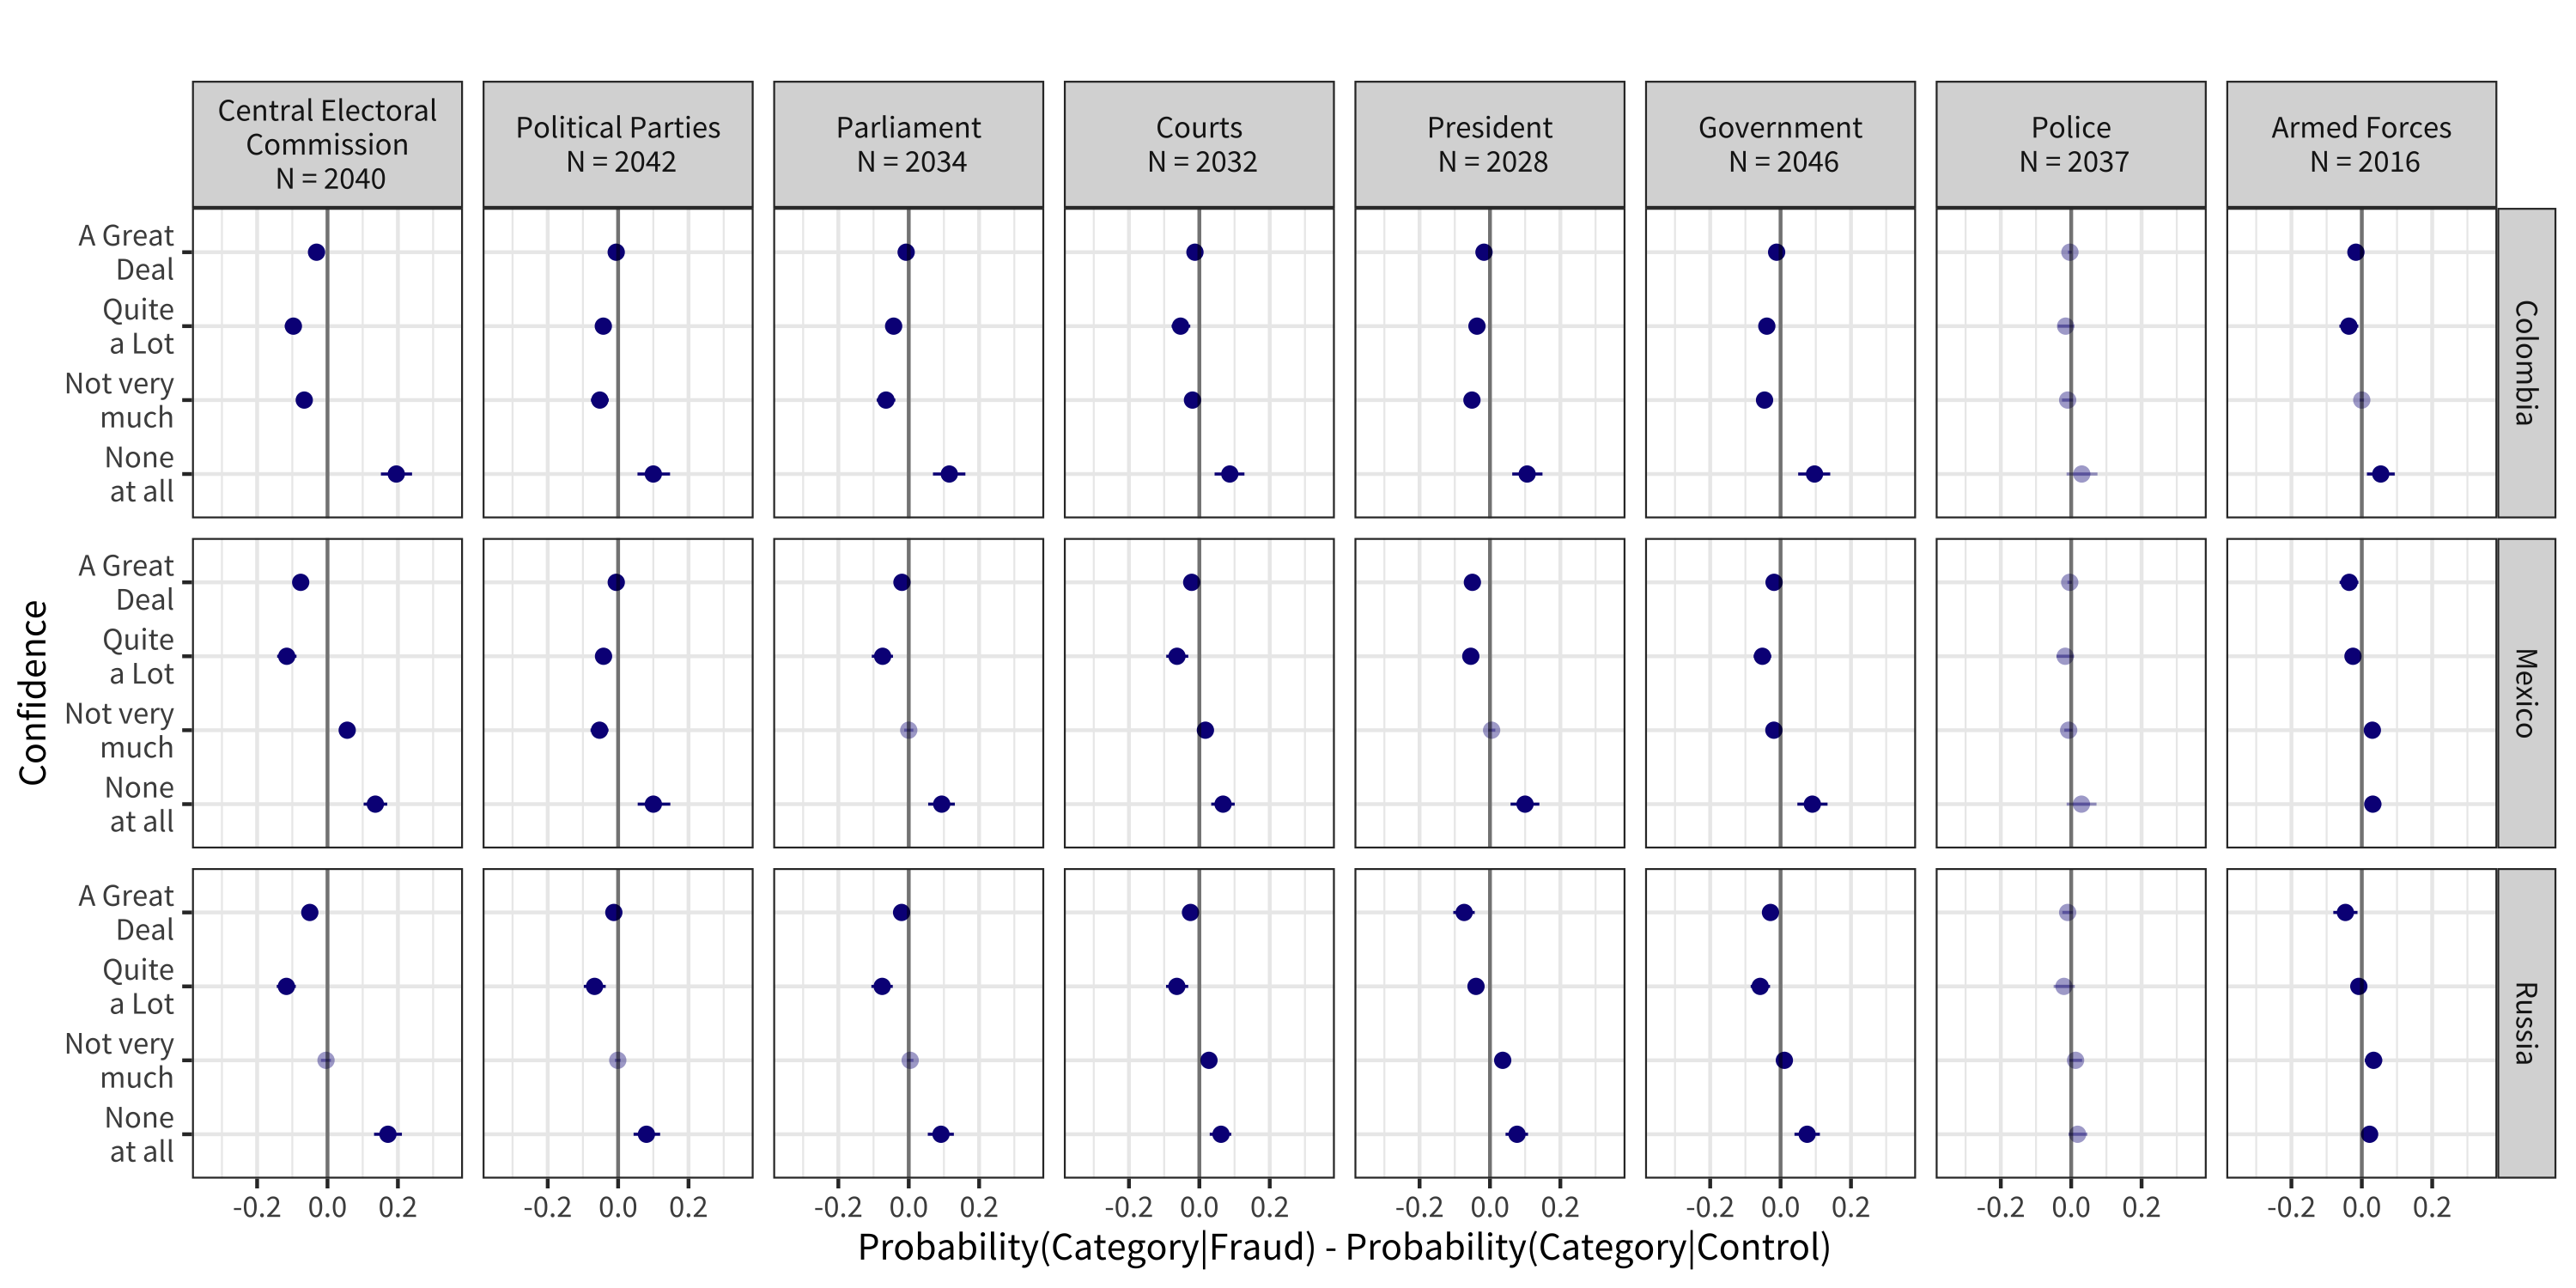 Central Electoral
Commission
N = 2040
Political Parties
N = 2042
Parliament
N = 2034
Courts
N = 2032
President
N = 2028
Government
N = 2046
Police
N = 2037
Armed Forces
N = 2016
Confidence
A Great
Deal
Quite
a Lot
Not very
much
None
at all
Colombia
A Great
Deal
Quite
a Lot
Not very
much
None
at all
Mexico
A Great
Deal
Quite
a Lot
Not very
much
None
at all
Russia
-0.2 0.0 0.2
-0.2 0.0 0.2
-0.2 0.0 0.2
-0.2 0.0 0.2
-0.2 0.0 0.2
-0.2 0.0 0.2
-0.2 0.0 0.2
-0.2 0.0 0.2
Probability(Category|Fraud) - Probability(Category|Control)